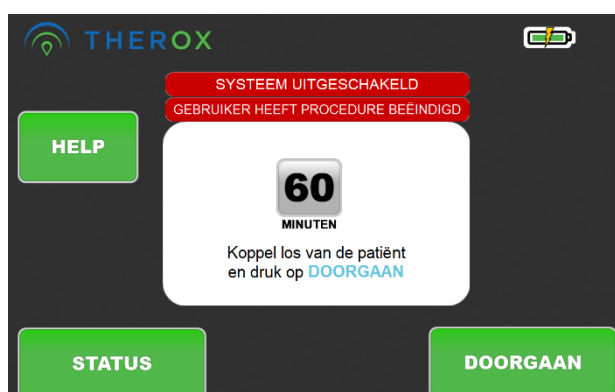 THEROX
SYSTEEM UITGESCHAKELD
GEBRUIKER HEEFT PROCEDURE BEËINDIGD
HELP
60
MINUTEN
Koppel los van de patiënt
en druk op DOORGAAN
STATUS
DOORGAAN